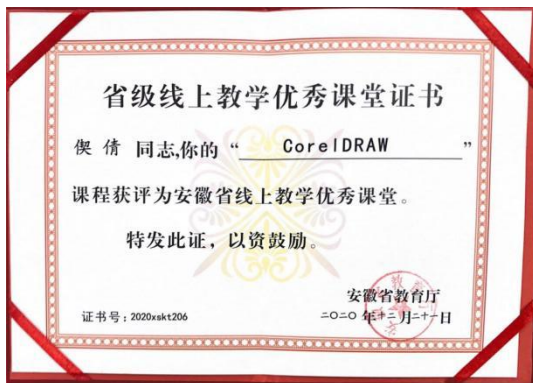 省级线上教学优秀课堂证书
偰倩 同志,你的“ CorelDRAW ”
课程获评为安徽省线上教学优秀课堂。
特发此证，以资鼓励。
安徽省教育厅
证书号：2020xskt206
二〇二〇年十二月二十一日